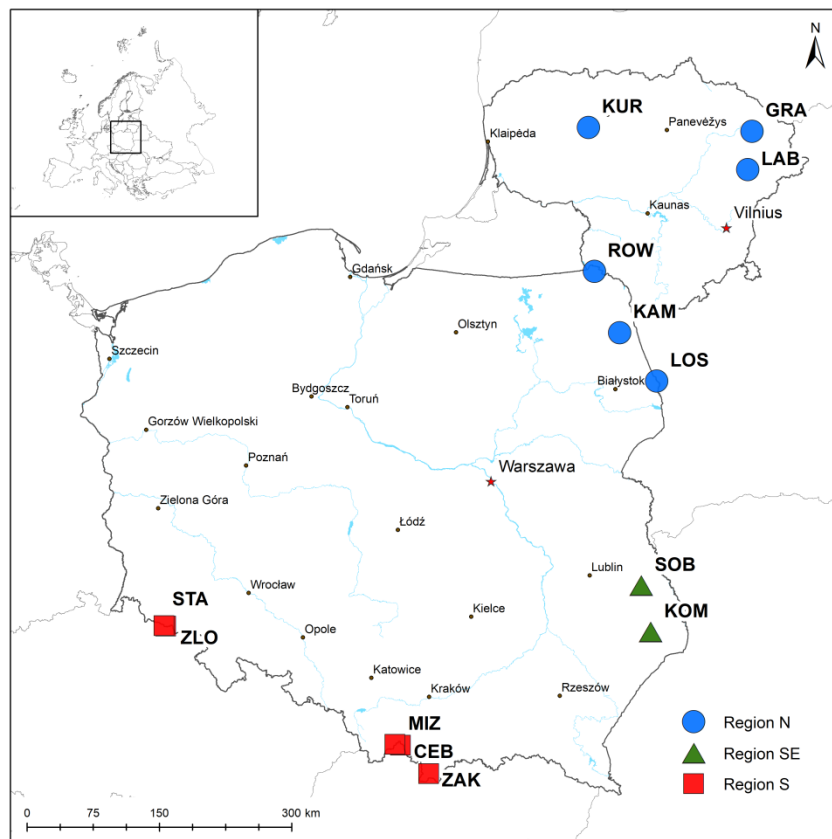 N
KUR
GRA
Panevėžys
Klaipėda
LAB
Kaunas
Vilnius
ROW
Gdańsk
KAM
Olsztyn
Szczecin
LOS
Białystok
Bydgoszcz
Toruń
Gorzów Wielkopolski
Poznań
Warszawa
Zielona Góra
Łódź
SOB
Lublin
Wrocław
STA
KOM
Kielce
ZLO
Opole
Katowice
Kraków
Rzeszów
MIZ
Region N
CEB
Region SE
ZAK
Region S
0 75 150 300 km